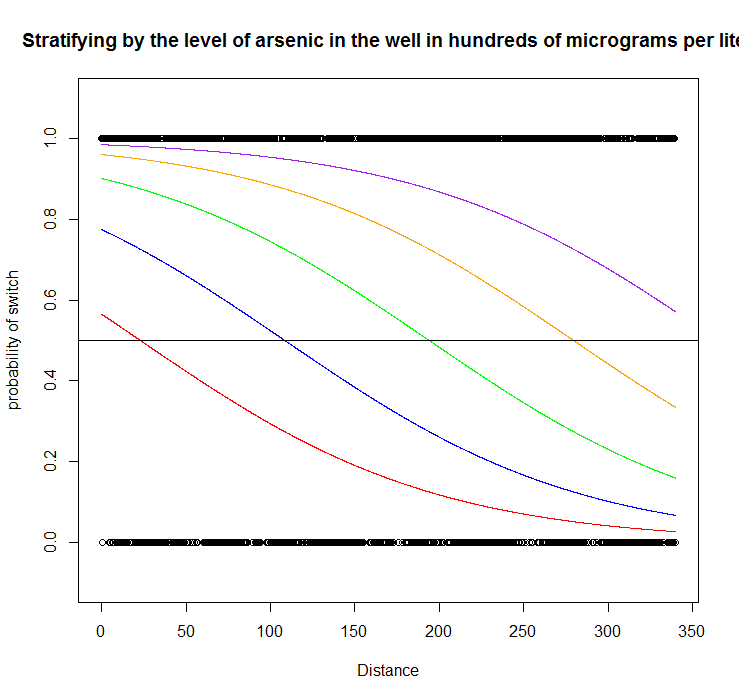 Stratifying by the level of arsenic in the well in hundreds of micrograms per lite
probability of switch
1.0
0.8
0.6
0.4
0.2
0.0
0 50 100 150 200 250 300 350
Distance